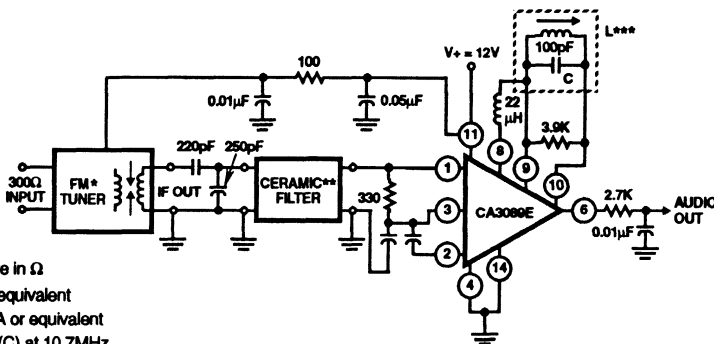 L***
100pF
C
V+ = 12V
100
0.01µF
0.05µF
22
µH
3.9K
11
8
9
10
220pF
250pF
300Ω
INPUT
FM*
TUNER
IF OUT
CERAMIC**
FILTER
330
1
3
2
CA3089E
6
2.7K
AUDIO
OUT
0.01µF
4
14
re in Ω
equivalent
A or equivalent
(C) at 10.7MHz